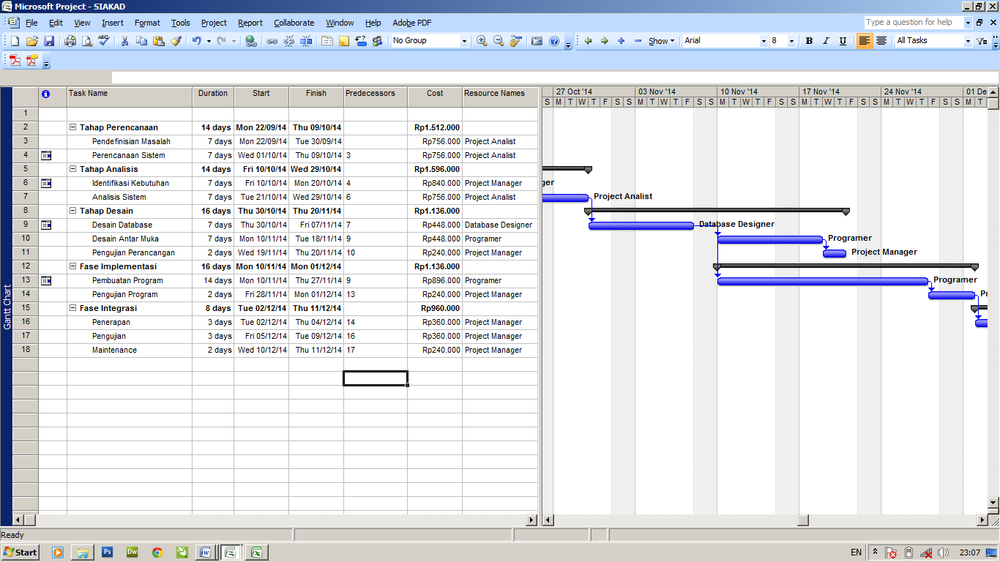 Microsoft Project - SIAKAD
File Edit View Insert Format Tools Project Report Collaborate Window Help Adobe PDF Type a question for help
No Group Show Arial 8 B I U All Tasks
Task Name Duration Start Finish Predecessors Cost Resource Names
27 Oct '14 03 Nov '14 10 Nov '14 17 Nov '14 24 Nov '14 01 De
S M T W T F S S M T W T F S S M T W T F S S M T W T F S S M T W T F S S M T
1
2 Tahap Perencanaan 14 days Mon 22/09/14 Thu 09/10/14 Rp1.512.000
3 Pendefinisian Masalah 7 days Mon 22/09/14 Tue 30/09/14 Rp756.000 Project Analist
4 Perencanaan Sistem 7 days Wed 01/10/14 Thu 09/10/14 3 Rp756.000 Project Analist
5 Tahap Analisis 14 days Fri 10/10/14 Wed 29/10/14 Rp1.596.000
6 Identifikasi Kebutuhan 7 days Fri 10/10/14 Mon 20/10/14 4 Rp840.000 Project Manager ger
7 Analisis Sistem 7 days Tue 21/10/14 Wed 29/10/14 6 Rp756.000 Project Analist Project Analist
8 Tahap Desain 16 days Thu 30/10/14 Thu 20/11/14 Rp1.136.000
9 Desain Database 7 days Thu 30/10/14 Fri 07/11/14 7 Rp448.000 Database Designer Database Designer
10 Desain Antar Muka 7 days Mon 10/11/14 Tue 18/11/14 9 Rp448.000 Programer Programer
11 Pengujian Perancangan 2 days Wed 19/11/14 Thu 20/11/14 10 Rp240.000 Project Manager Project Manager
12 Fase Implementasi 16 days Mon 10/11/14 Mon 01/12/14 Rp1.136.000
13 Pembuatan Program 14 days Mon 10/11/14 Thu 27/11/14 9 Rp896.000 Programer Programer
14 Pengujian Program 2 days Fri 28/11/14 Mon 01/12/14 13 Rp240.000 Project Manager Pr
15 Fase Integrasi 8 days Tue 02/12/14 Thu 11/12/14 Rp960.000
16 Penerapan 3 days Tue 02/12/14 Thu 04/12/14 14 Rp360.000 Project Manager
17 Pengujian 3 days Fri 05/12/14 Tue 09/12/14 16 Rp360.000 Project Manager
18 Maintenance 2 days Wed 10/12/14 Thu 11/12/14 17 Rp240.000 Project Manager
Gantt Chart
Ready
Start Ps Dw EN 23:07